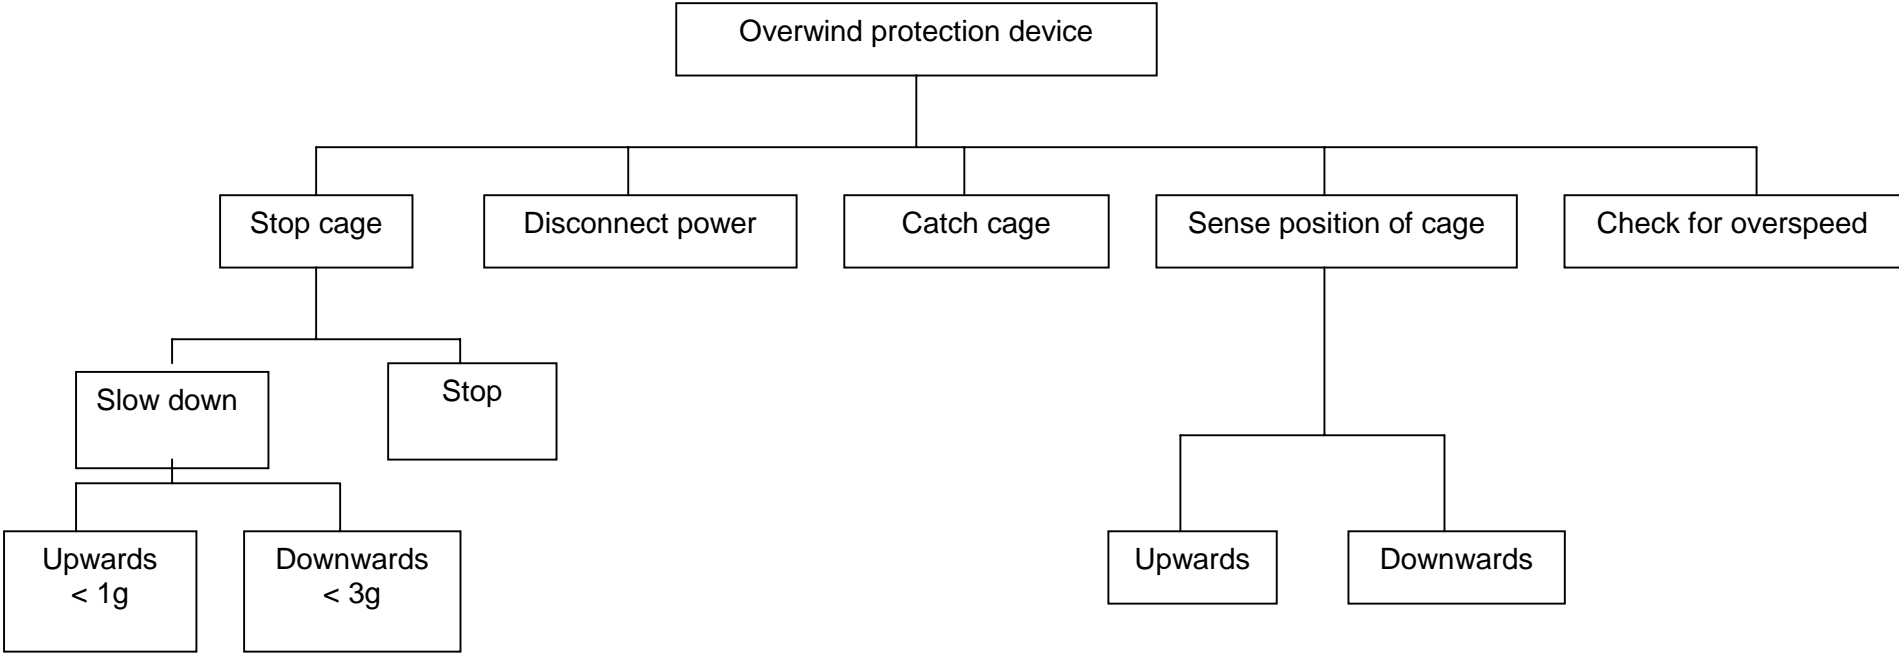 Overwind protection device
Stop cage
Disconnect power
Catch cage
Sense position of cage
Check for overspeed
Slow down
Stop
Upwards
< 1g
Downwards
< 3g
Upwards
Downwards